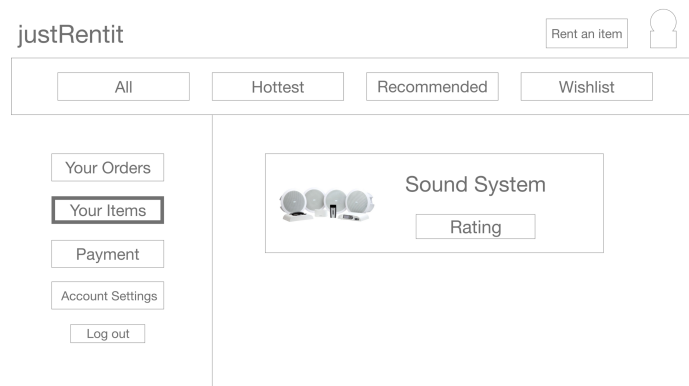 justRentit
Rent an item
All
Hottest
Recommended
Wishlist
Your Orders
Your Items
Payment
Account Settings
Log out
Sound System
Rating